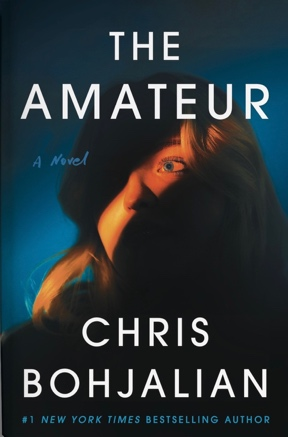 THE
AMATEUR
A Novel
CHRIS
BOHJALIAN
#1 NEW YORK TIMES BESTSELLING AUTHOR